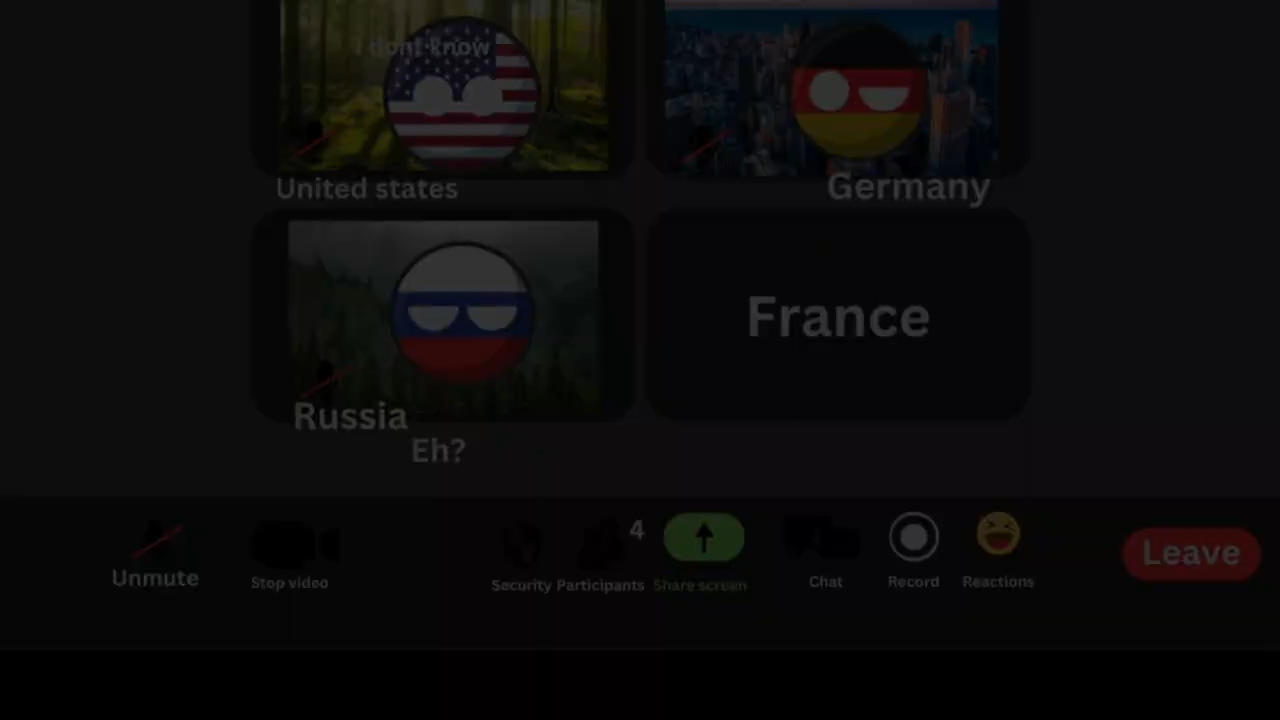 I dont know
United states
Germany
France
Russia
Eh?
4
Unmute
Stop video
Security
Participants
Share screen
Chat
Record
Reactions
Leave